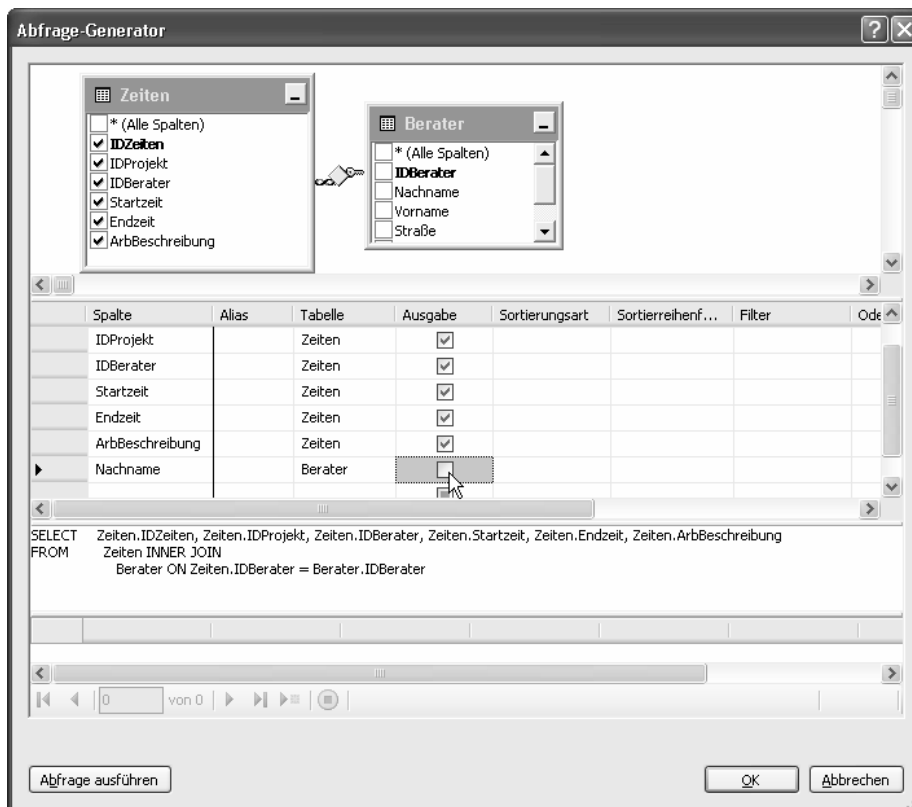 Abfrage-Generator
Zeiten
* (Alle Spalten)
IDZeiten
IDProjekt
IDBerater
Startzeit
Endzeit
ArbBeschreibung
Berater
* (Alle Spalten)
IDBerater
Nachname
Vorname
Straße
Spalte Alias Tabelle Ausgabe Sortierungsart Sortierreihenf... Filter Ode
IDProjekt Zeiten
IDBerater Zeiten
Startzeit Zeiten
Endzeit Zeiten
ArbBeschreibung Zeiten
Nachname Berater
SELECT Zeiten.IDZeiten, Zeiten.IDProjekt, Zeiten.IDBerater, Zeiten.Startzeit, Zeiten.Endzeit, Zeiten.ArbBeschreibung
FROM Zeiten INNER JOIN
Berater ON Zeiten.IDBerater = Berater.IDBerater
0 von 0
Abfrage ausführen OK Abbrechen